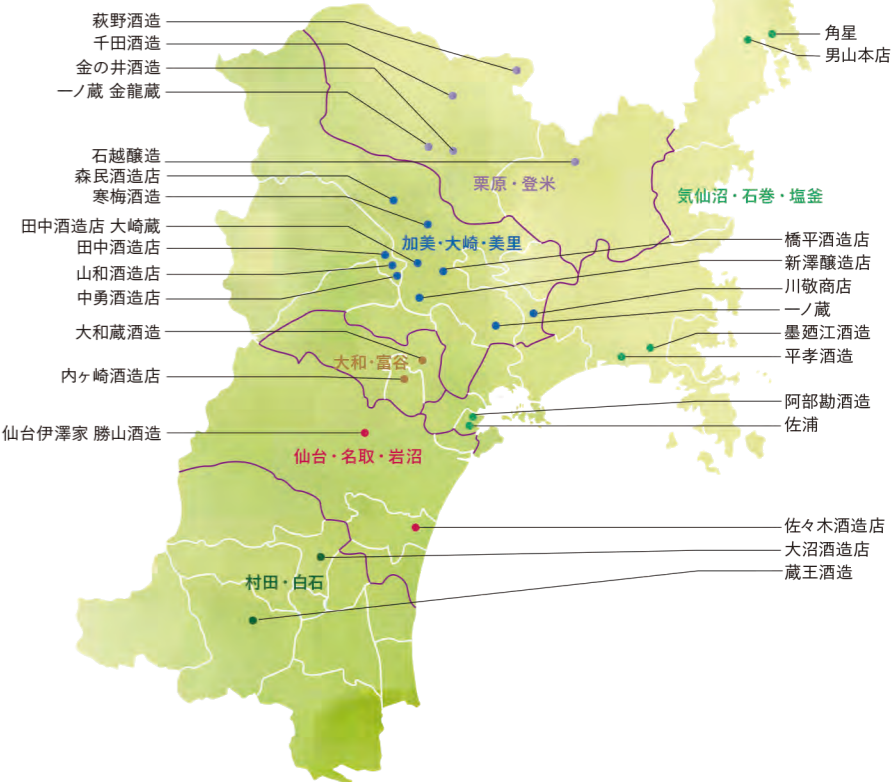 萩野酒造
千田酒造
金の井酒造
一ノ蔵 金龍蔵
石越醸造
森民酒造店
寒梅酒造
田中酒造店 大崎蔵
田中酒造店
山和酒造店
中勇酒造店
大和蔵酒造
内ヶ崎酒造店
仙台伊澤家 勝山酒造
角星
男山本店
栗原・登米
気仙沼・石巻・塩釜
加美・大崎・美里
橋平酒造店
新澤醸造店
川敬商店
一ノ蔵
墨廼江酒造
平孝酒造
大和・富谷
阿部勘酒造
佐浦
仙台・名取・岩沼
佐々木酒造店
大沼酒造店
蔵王酒造
村田・白石